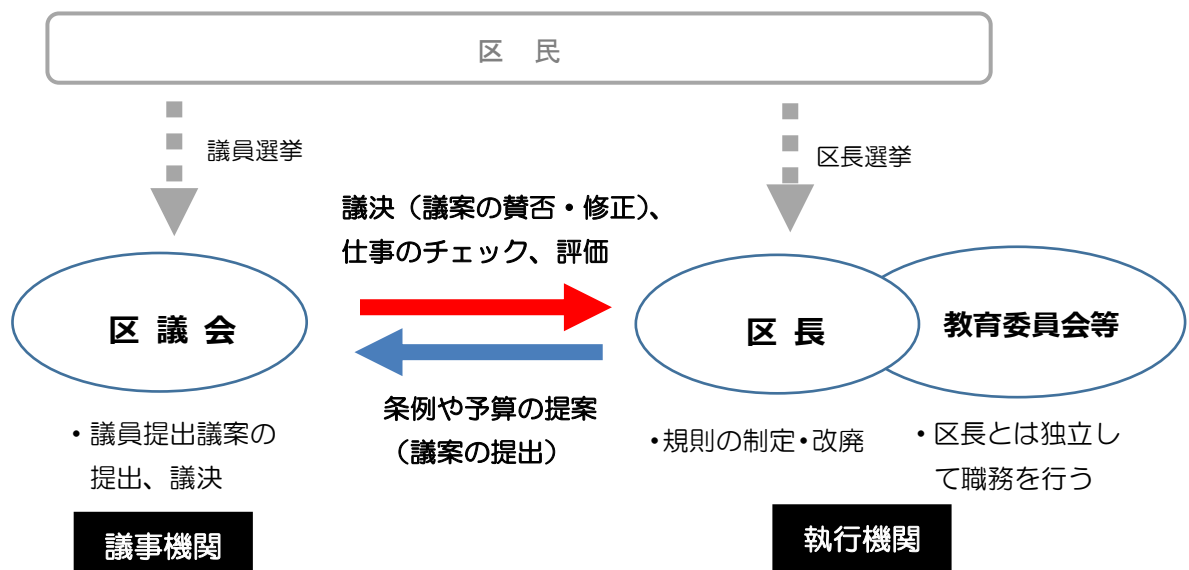 区 民
議員選挙
区長選挙
議決（議案の賛否・修正）、
仕事のチェック、評価
区 議 会
区 長
教育委員会等
条例や予算の提案
（議案の提出）
・議員提出議案の
提出、議決
・規則の制定・改廃
・区長とは独立し
て職務を行う
議事機関
執行機関